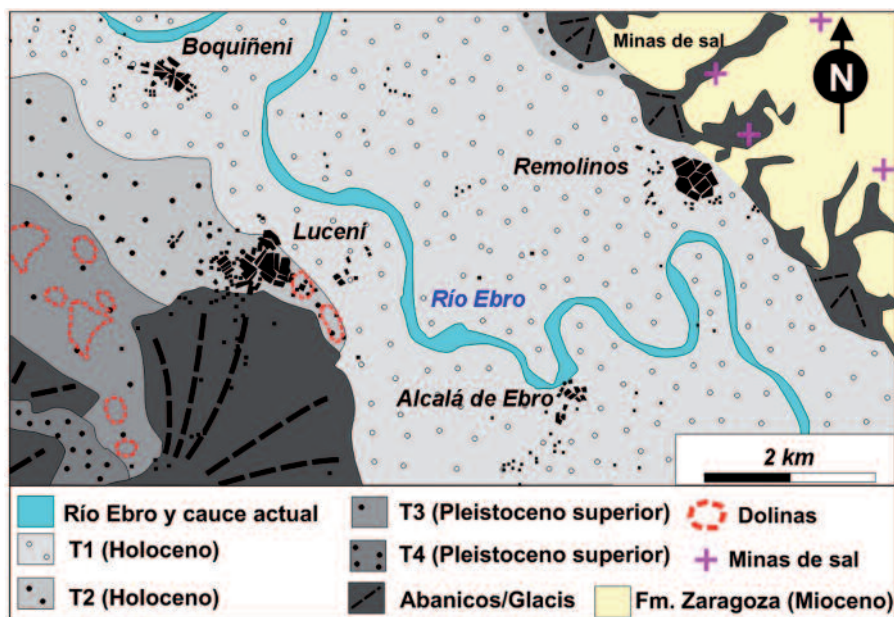 Boquiñeni
Minas de sal
N
Remolinos
Luceni
Río Ebro
Alcalá de Ebro
2 km
Río Ebro y cauce actual
T3 (Pleistoceno superior)
Dolinas
T1 (Holoceno)
T4 (Pleistoceno superior)
Minas de sal
T2 (Holoceno)
Abanicos/Glacis
Fm. Zaragoza (Mioceno)